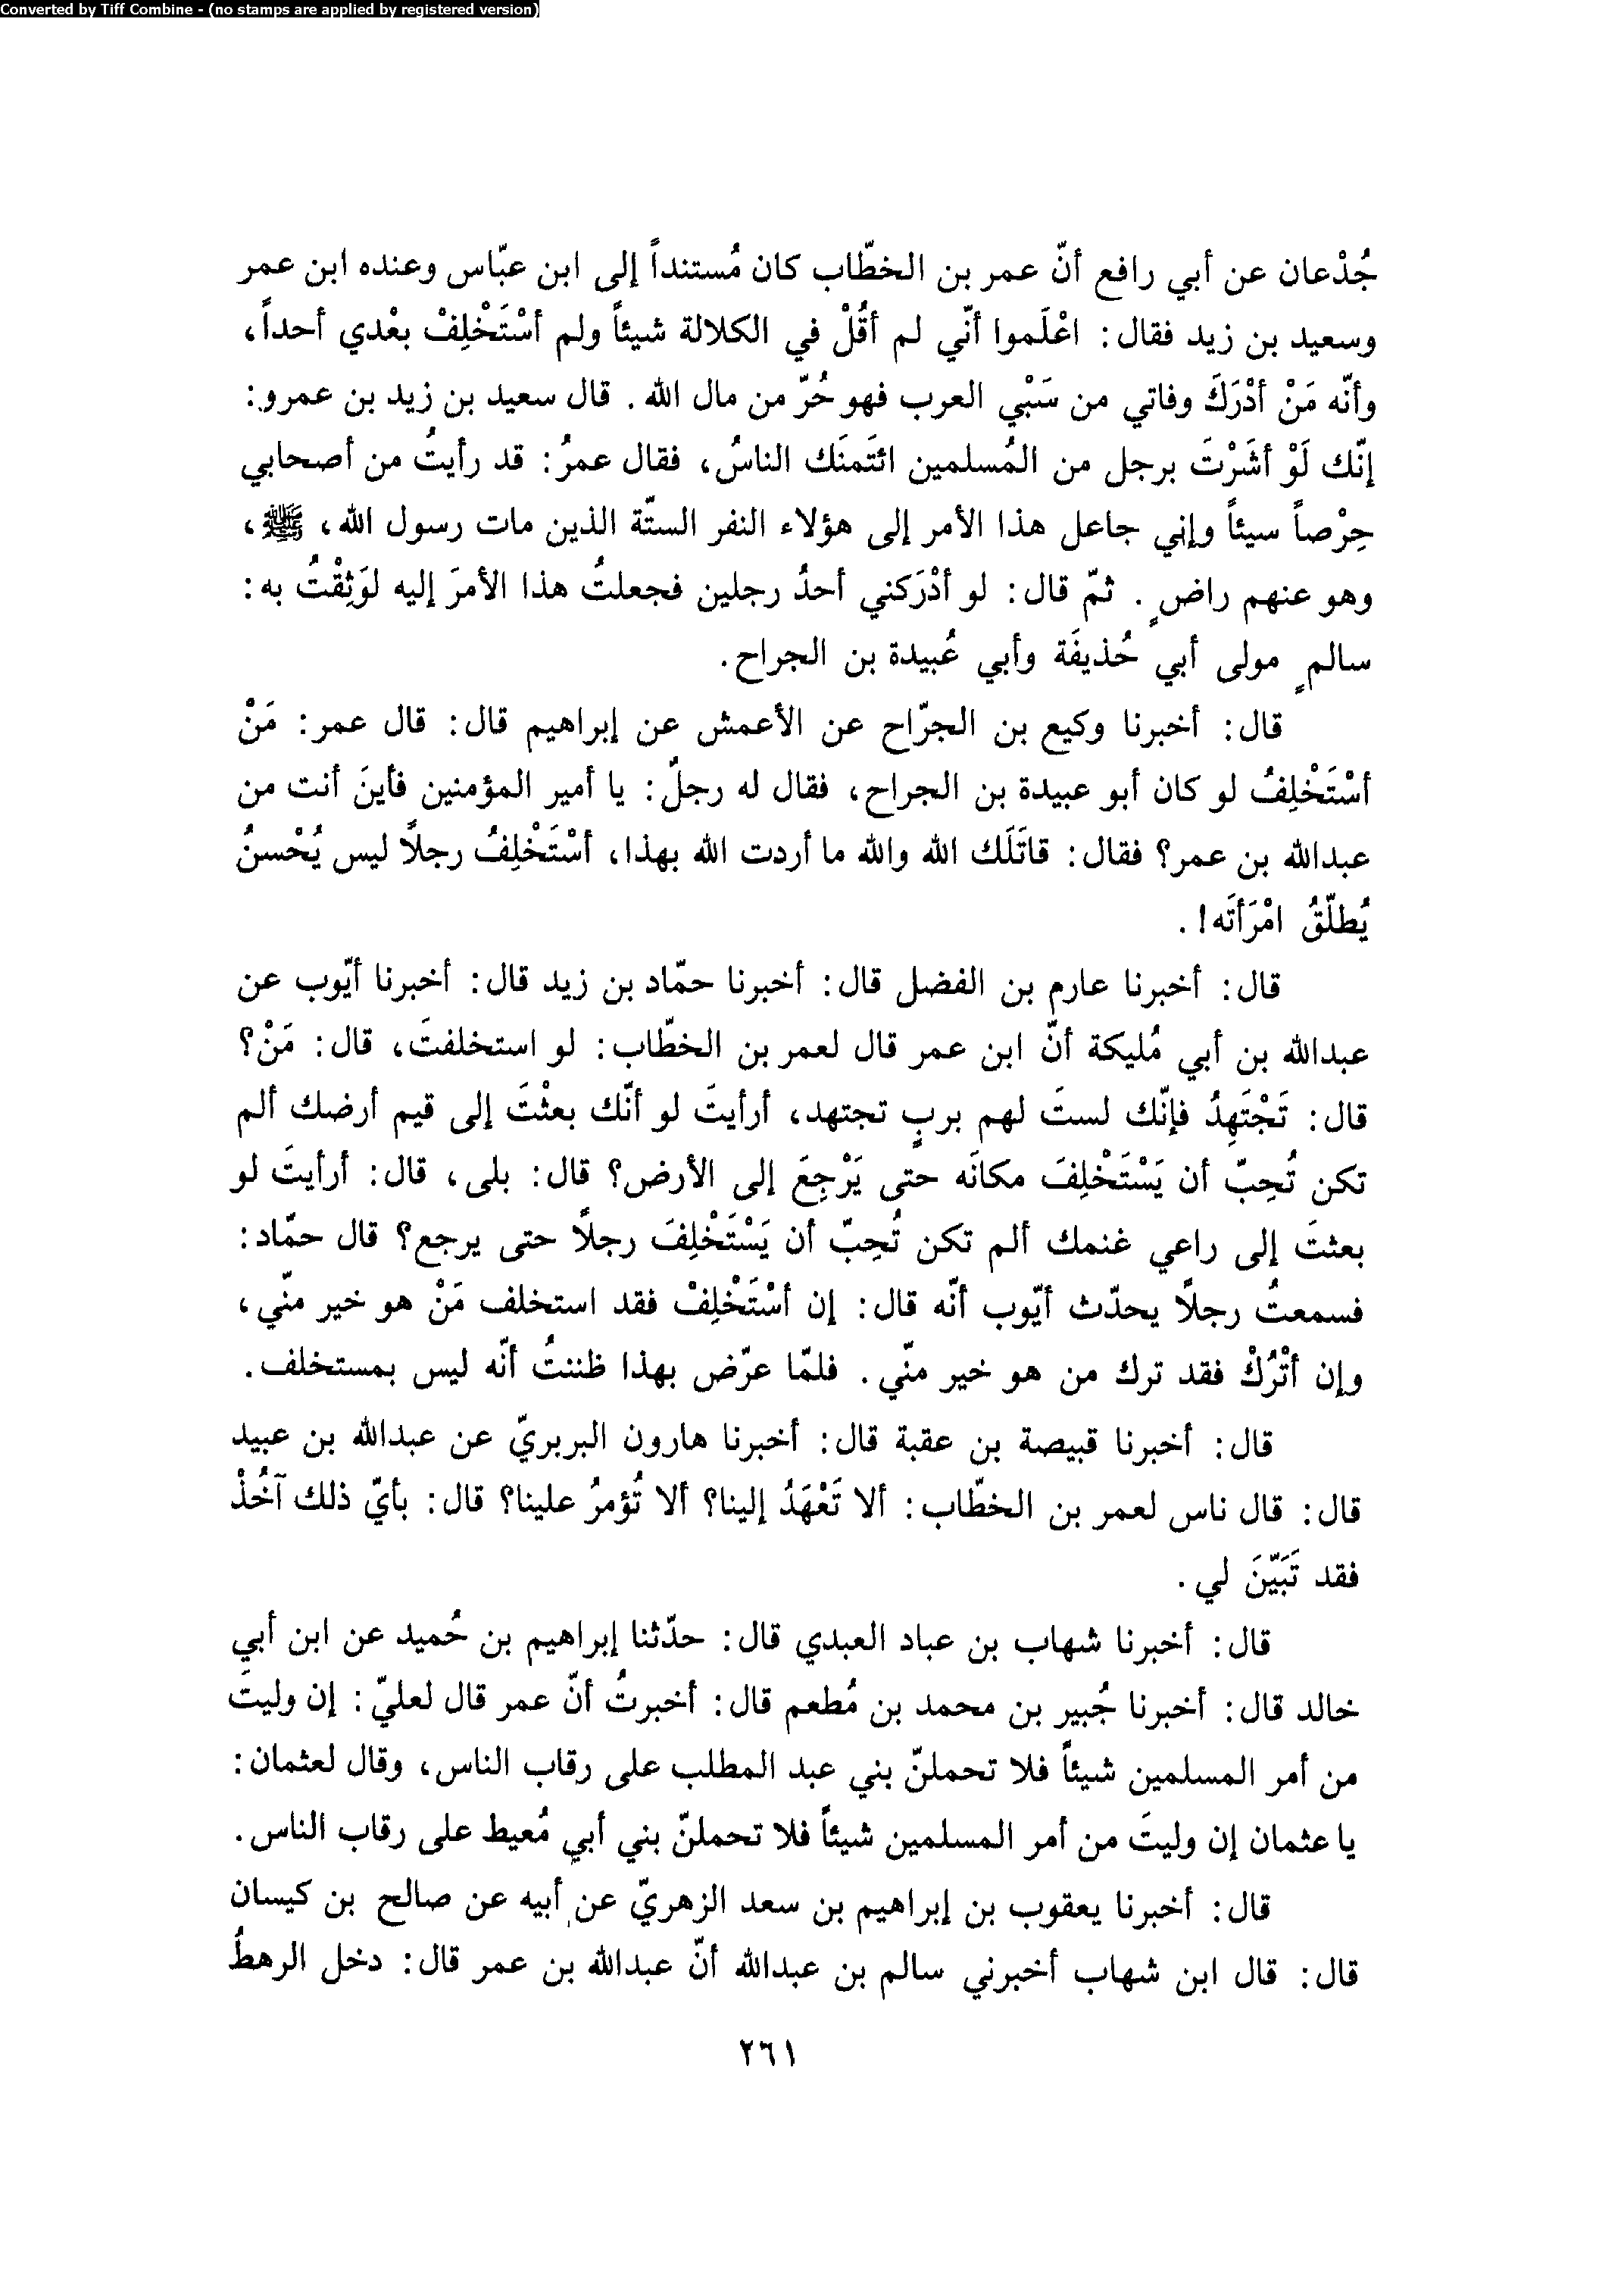 Converted by Tiff Combine - (no stamps are applied by registered version)
جُدْعان عن أبي رافع أنّ عمر بن الخطّاب كان مُستنداً إلى ابن عبّاس وعنده ابن عمر
وسعيد بن زيد فقال: اعْلَموا أنّي لم أقُلْ في الكلالة شيئاً ولم أسْتَخْلِفْ بعْدي أحداً،
وأنّه مَنْ أدْرَكَ وفاتي من سَبْي العرب فهو حُرّ من مال الله. قال سعيد بن زيد بن عمرو:
إنّك لَوْ أشَرْتَ برجل من المُسلمين ائتَمنَك الناسُ، فقال عمرُ: قد رأيتُ من أصحابي
حِرْصاً سيئاً وإني جاعل هذا الأمر إلى هؤلاء النفر الستّة الذين مات رسول الله، ﷺ،
وهو عنهم راضٍ. ثمّ قال: لو أدْرَكني أحدُ رجلين فجعلتُ هذا الأمرَ إليه لوَثِقْتُ به:
سالمٍ مولى أبي حُذيفَة وأبي عُبيدة بن الجراح.
قال: أخبرنا وكيع بن الجرّاح عن الأعمش عن إبراهيم قال: قال عمر: مَنْ
أسْتَخْلِفُ لو كان أبو عبيدة بن الجراح، فقال له رجلٌ: يا أمير المؤمنين فأينَ أنت من
عبدالله بن عمر؟ فقال: قاتَلَك الله والله ما أردت الله بهذا، أسْتَخْلِفُ رجلاً ليس يُحْسنُ
يُطلّقُ امْرَأتَه!.
قال: أخبرنا عارم بن الفضل قال: أخبرنا حمّاد بن زيد قال: أخبرنا أيّوب عن
عبدالله بن أبي مُليكة أنّ ابن عمر قال لعمر بن الخطّاب: لو استخلفتَ، قال: مَنْ؟
قال: تَجْتَهِدُ فإنّك لستَ لهم بربٍ تجتهد، أرأيتَ لو أنّك بعثْتَ إلى قيم أرضك ألم
تكن تُحِبّ أن يَسْتَخْلِفَ مكانَه حتى يَرْجِعَ إلى الأرض؟ قال: بلى، قال: أرأيتَ لو
بعثتَ إلى راعي غنمك ألم تكن تُحِبّ أن يَسْتَخْلِفَ رجلاً حتى يرجع؟ قال حمّاد:
فسمعتُ رجلاً يحدّث أيّوب أنّه قال: إن أسْتَخْلِفْ فقد استخلف مَنْ هو خير منّي،
وإن أتْرُكْ فقد ترك من هو خير منّي. فلمّا عرّض بهذا ظننتُ أنّه ليس بمستخلف.
قال: أخبرنا قبيصة بن عقبة قال: أخبرنا هارون البربريّ عن عبدالله بن عبيد
قال: قال ناس لعمر بن الخطّاب: ألا تَعْهَدُ إلينا؟ ألا تُؤمرُ علينا؟ قال: بأيّ ذلك آخُذْ
فقد تَبَيّنَ لي.
قال: أخبرنا شهاب بن عباد العبدي قال: حدّثنا إبراهيم بن حُميد عن ابن أبي
خالد قال: أخبرنا جُبير بن محمد بن مُطعم قال: أخبرتُ أنّ عمر قال لعليّ: إن وليتَ
من أمر المسلمين شيئاً فلا تحملنّ بني عبد المطلب على رقاب الناس، وقال لعثمان:
يا عثمان إن وليتَ من أمر المسلمين شيئاً فلا تحملنّ بني أبي مُعيط على رقاب الناس.
قال: أخبرنا يعقوب بن إبراهيم بن سعد الزهريّ عن أبيه عن صالح بن كيسان
قال: قال ابن شهاب أخبرني سالم بن عبدالله أنّ عبدالله بن عمر قال: دخل الرهطُ
٢٦١